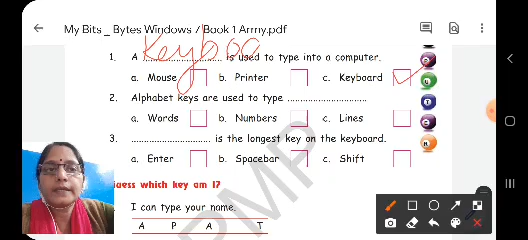 My Bits _ Bytes Windows / Book 1 Army.pdf
Keyboa
1. A ................................ is used to type into a computer.
a. Mouse b. Printer c. Keyboard
2. Alphabet keys are used to type ................................
a. Words b. Numbers c. Lines
3. ................................ is the longest key on the keyboard.
a. Enter b. Spacebar c. Shift
uess which key am I?
I can type your name.
A P A T
PMP